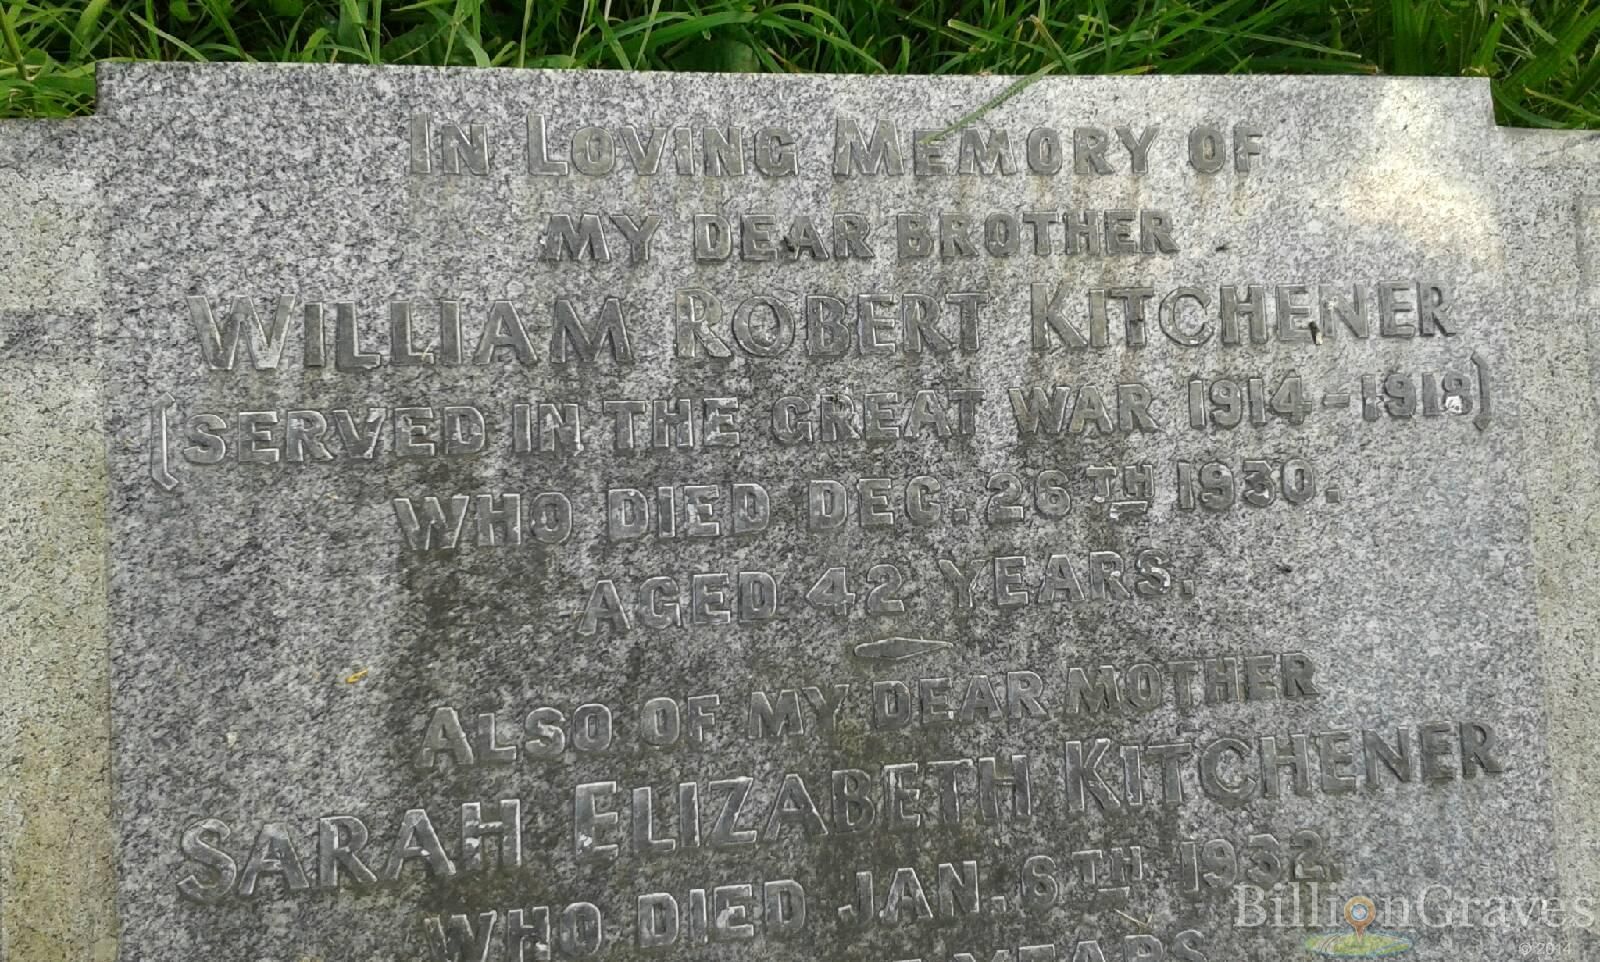 IN LOVING MEMORY OF
MY DEAR BROTHER
WILLIAM ROBERT KITCHENER
(SERVED IN THE GREAT WAR 1914-1918)
WHO DIED DEC. 26TH 1930.
AGED 42 YEARS.
ALSO OF MY DEAR MOTHER
SARAH ELIZABETH KITCHENER
WHO DIED JAN. 6TH 1932.
YEARS
BillionGraves
© 2014